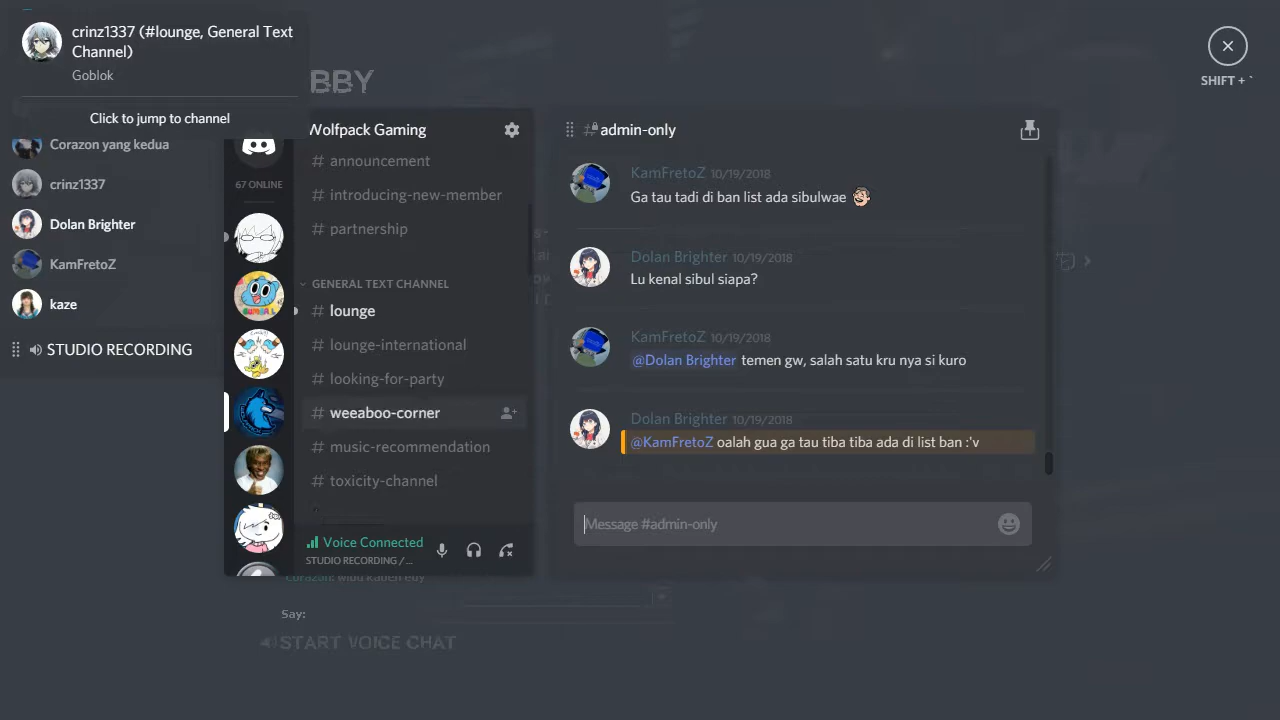 crinz1337 (#lounge, General Text
Channel)
Goblok
Click to jump to channel
Corazon yang kedua
crinz1337
Dolan Brighter
KamFretoZ
kaze
STUDIO RECORDING
BBY
Wolfpack Gaming
67 ONLINE
# announcement
# introducing-new-member
# partnership
GENERAL TEXT CHANNEL
# lounge
# lounge-international
# looking-for-party
# weeaboo-corner
# music-recommendation
# toxicity-channel
Voice Connected
STUDIO RECORDING /...
#admin-only
KamFretoZ 10/19/2018
Ga tau tadi di ban list ada sibulwae
Dolan Brighter 10/19/2018
Lu kenal sibul siapa?
KamFretoZ 10/19/2018
@Dolan Brighter temen gw, salah satu kru nya si kuro
Dolan Brighter 10/19/2018
@KamFretoZ oalah gua ga tau tiba tiba ada di list ban :'v
Message #admin-only
SHIFT + `
Say:
START VOICE CHAT